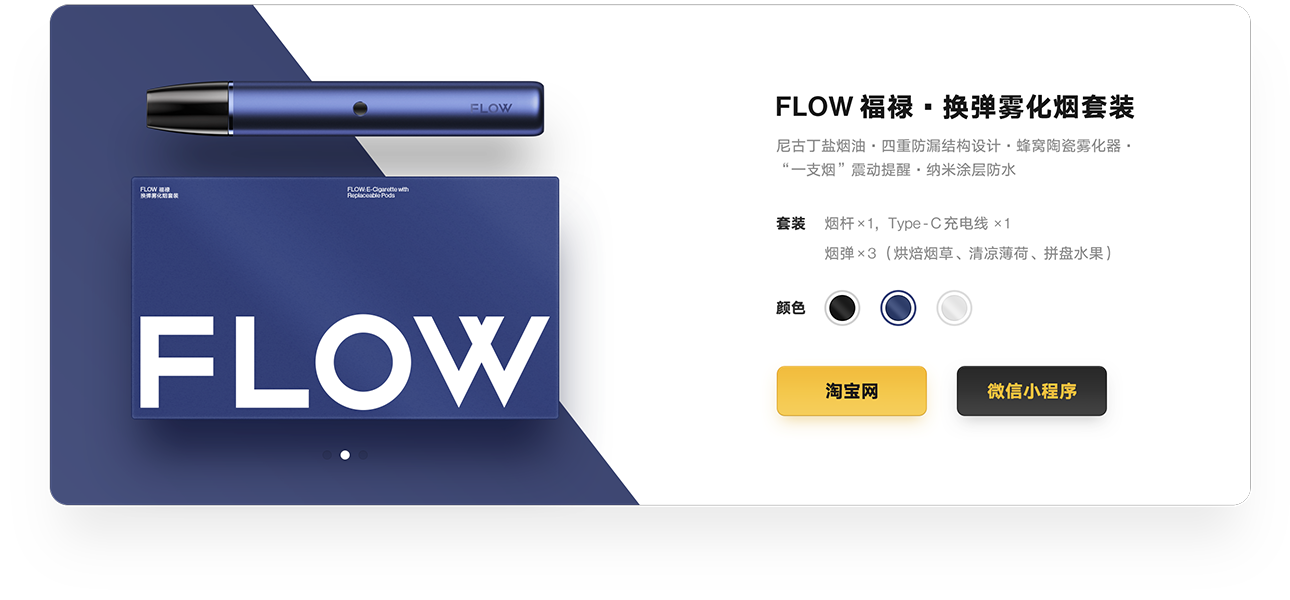 FLOW
FLOW 福禄
换弹雾化烟套装
FLOW: E-Cigarette with
Replaceable Pods
FLOW
FLOW 福禄 · 换弹雾化烟套装
尼古丁盐烟油 · 四重防漏结构设计 · 蜂窝陶瓷雾化器 ·
“一支烟”震动提醒 · 纳米涂层防水
套装 烟杆×1，Type-C充电线 ×1
烟弹×3（烘焙烟草、清凉薄荷、拼盘水果）
颜色
淘宝网 微信小程序